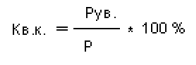 Рув.
Кв.к. = * 100 %
Р